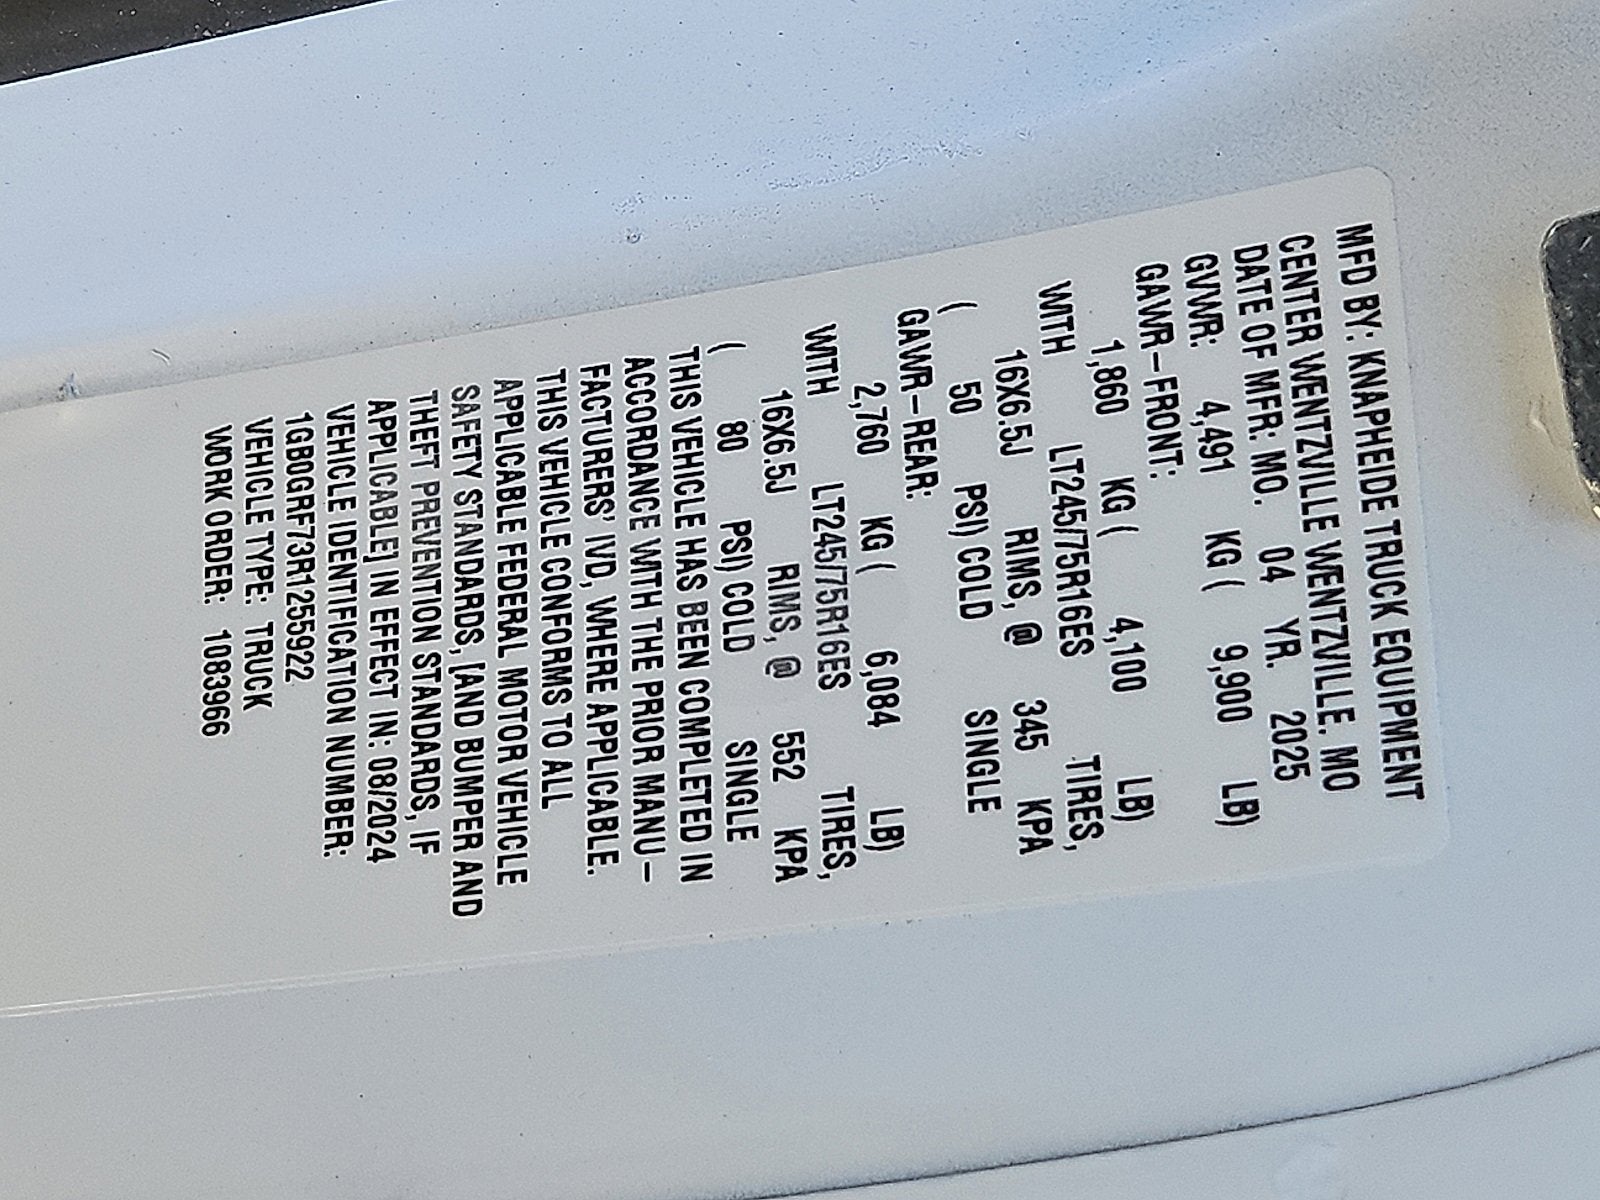 MFD BY: KNAPHEIDE TRUCK EQUIPMENT
CENTER WENTZVILLE WENTZVILLE. MO
DATE OF MFR: MO. 04 YR. 2025
GVWR: 4,491 KG ( 9,900 LB)
GAWR-FRONT:
1,860 KG ( 4,100 LB)
WITH LT245/75R16ES TIRES,
16X6.5J RIMS, @ 345 KPA
( 50 PSI) COLD SINGLE
GAWR-REAR:
2,760 KG ( 6,084 LB)
WITH LT245/75R16ES TIRES,
16X6.5J RIMS, @ 552 KPA
( 80 PSI) COLD SINGLE
THIS VEHICLE HAS BEEN COMPLETED IN
ACCORDANCE WITH THE PRIOR MANU-
FACTURERS' IVD, WHERE APPLICABLE.
THIS VEHICLE CONFORMS TO ALL
APPLICABLE FEDERAL MOTOR VEHICLE
SAFETY STANDARDS, [AND BUMPER AND
THEFT PREVENTION STANDARDS, IF
APPLICABLE] IN EFFECT IN: 08/2024
VEHICLE IDENTIFICATION NUMBER:
1GB0GRF73R1255922
VEHICLE TYPE: TRUCK
WORK ORDER: 1083966